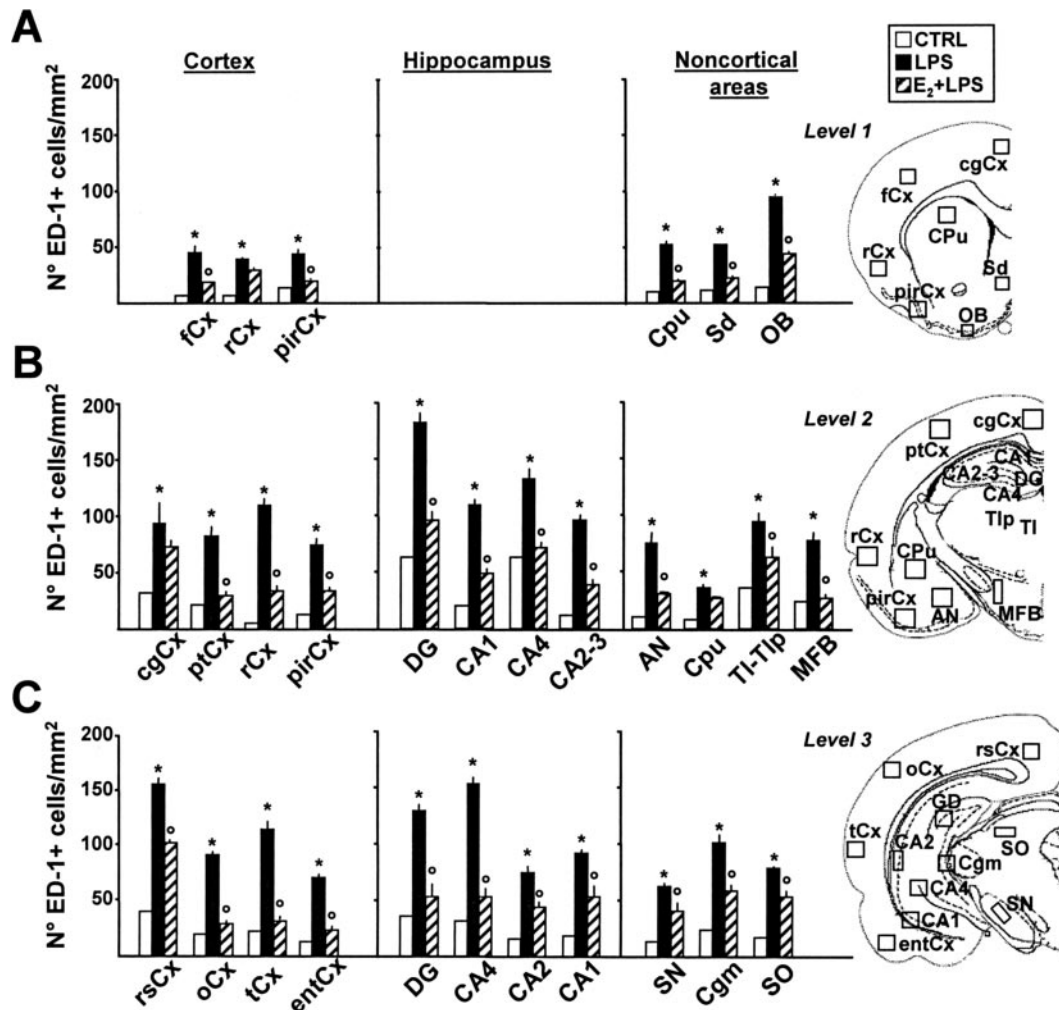 A
Cortex
Hippocampus
Noncortical
areas
CTRL
LPS
E₂+LPS
N° ED-1+ cells/mm²
200
150
100
50
* * *
° °
* * *
° ° °
fCx rCx pirCx
Cpu Sd OB
Level 1
cgCx
fCx
CPu
rCx
Sd
pirCx
OB
B
N° ED-1+ cells/mm²
200
150
100
50
* * * *
° ° °
* * * *
° ° ° °
* * * *
° ° °
cgCx ptCx rCx pirCx
DG CA1 CA4 CA2-3
AN Cpu Tl-Tlp MFB
Level 2
cgCx
ptCx
CA1
CA2-3
DG
CA4
Tlp
Tl
rCx
CPu
pirCx
AN
MFB
C
N° ED-1+ cells/mm²
200
150
100
50
* * * *
° ° ° °
* * * *
° ° ° °
* * *
° ° °
rsCx oCx tCx entCx
DG CA4 CA2 CA1
SN Cgm SO
Level 3
rsCx
oCx
GD
tCx
CA2
SO
Cgm
CA4
SN
CA1
entCx